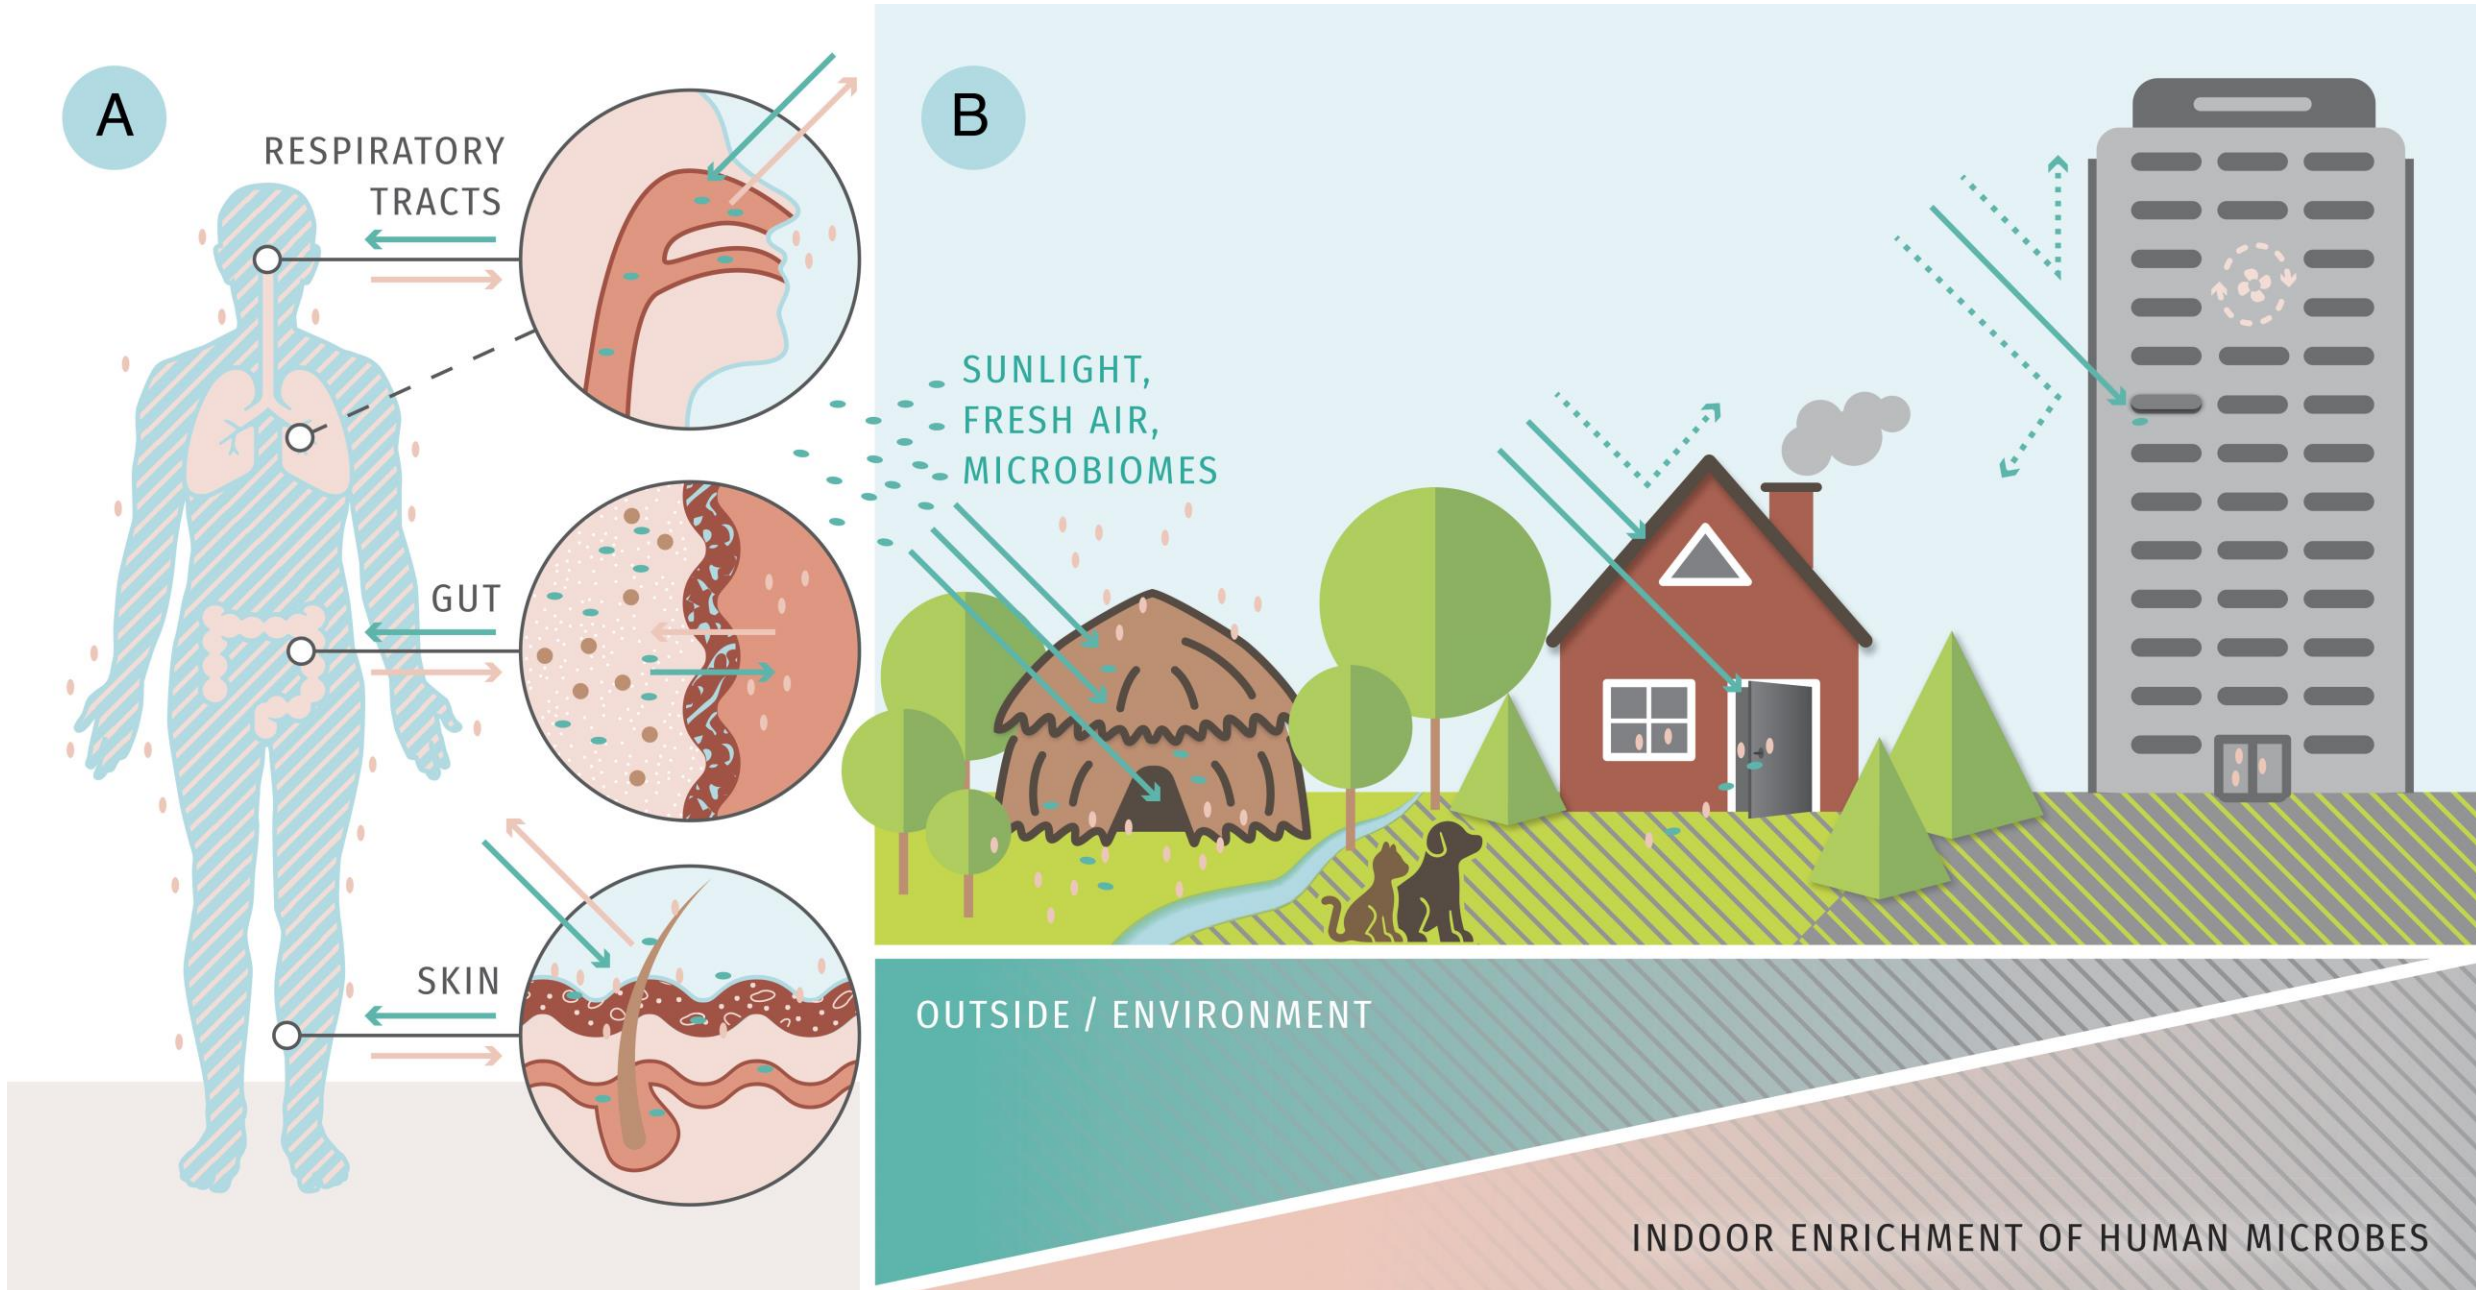 A
RESPIRATORY
TRACTS
GUT
SKIN
B
SUNLIGHT,
FRESH AIR,
MICROBIOMES
OUTSIDE / ENVIRONMENT
INDOOR ENRICHMENT OF HUMAN MICROBES